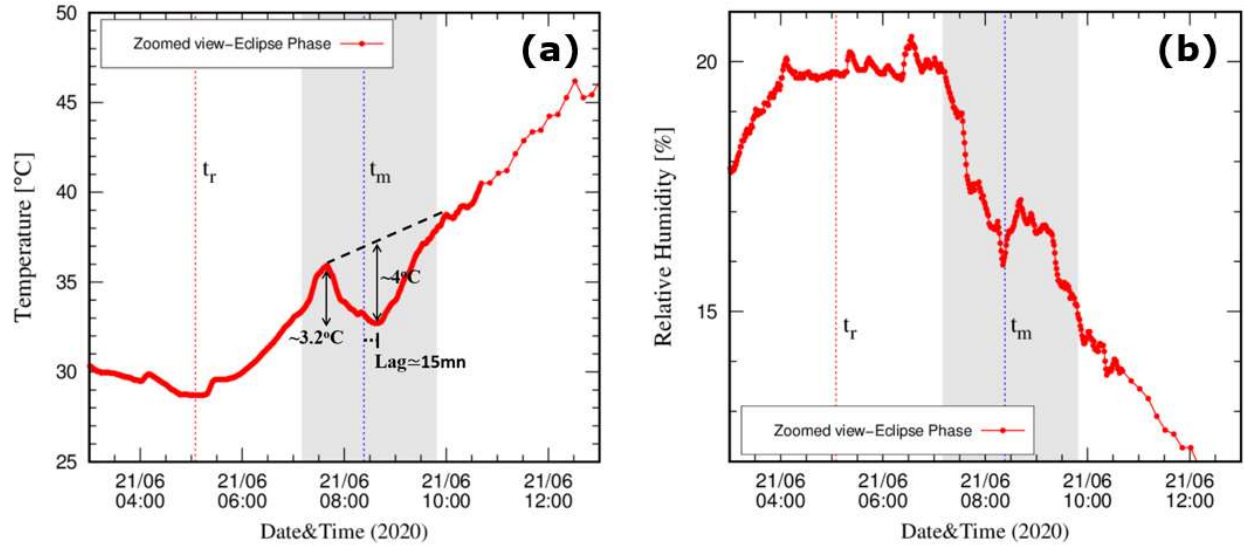 50
45
40
35
30
25
Temperature [°C]
Zoomed view-Eclipse Phase
(a)
t_r
t_m
~4°C
~3.2°C
Lag≃15mn
21/06
04:00
21/06
06:00
21/06
08:00
21/06
10:00
21/06
12:00
Date&Time (2020)
20
15
Relative Humidity [%]
(b)
t_r
t_m
Zoomed view-Eclipse Phase
21/06
04:00
21/06
06:00
21/06
08:00
21/06
10:00
21/06
12:00
Date&Time (2020)